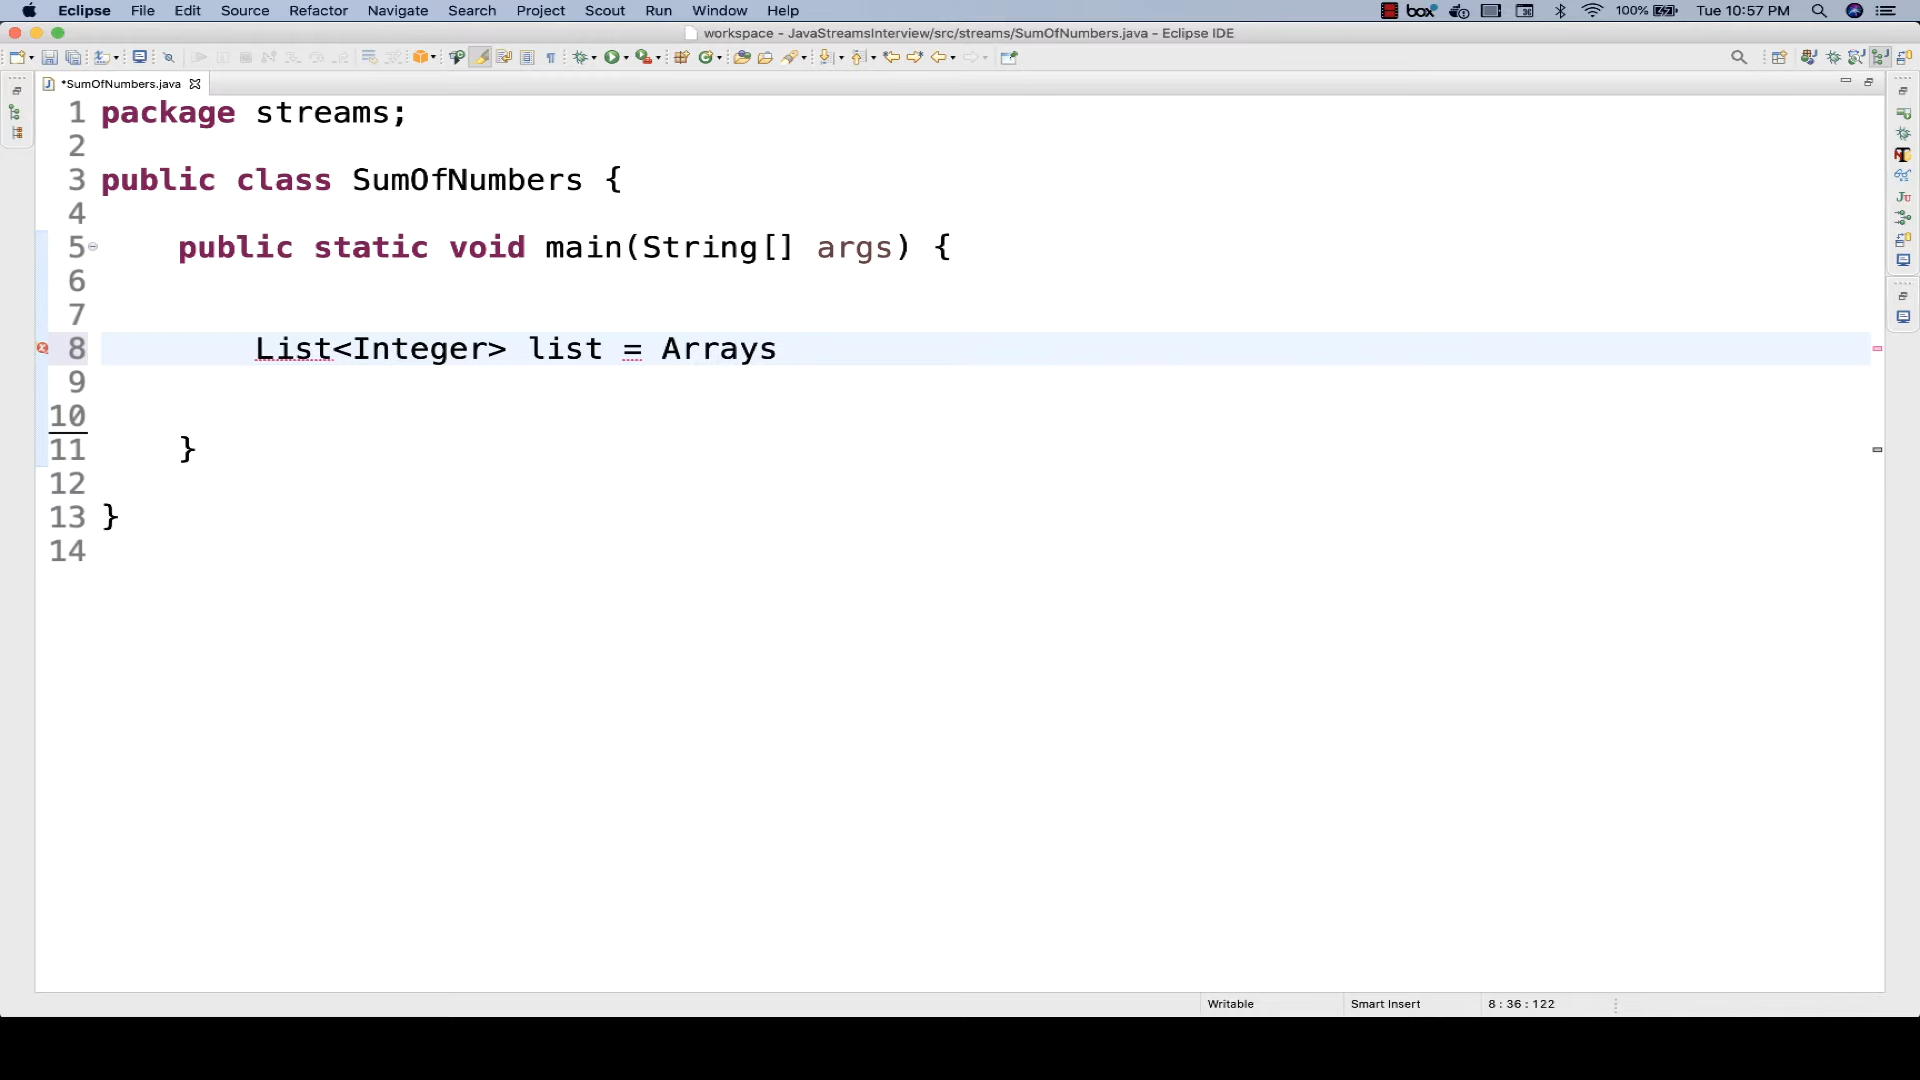 Eclipse File Edit Source Refactor Navigate Search Project Scout Run Window Help box 100% Tue 10:57 PM
workspace - JavaStreamsInterview/src/streams/SumOfNumbers.java - Eclipse IDE
*SumOfNumbers.java
1 package streams;
2
3 public class SumOfNumbers {
4
5 public static void main(String[] args) {
6
7
8 List<Integer> list = Arrays
9
10
11 }
12
13 }
14
Writable Smart Insert 8 : 36 : 122